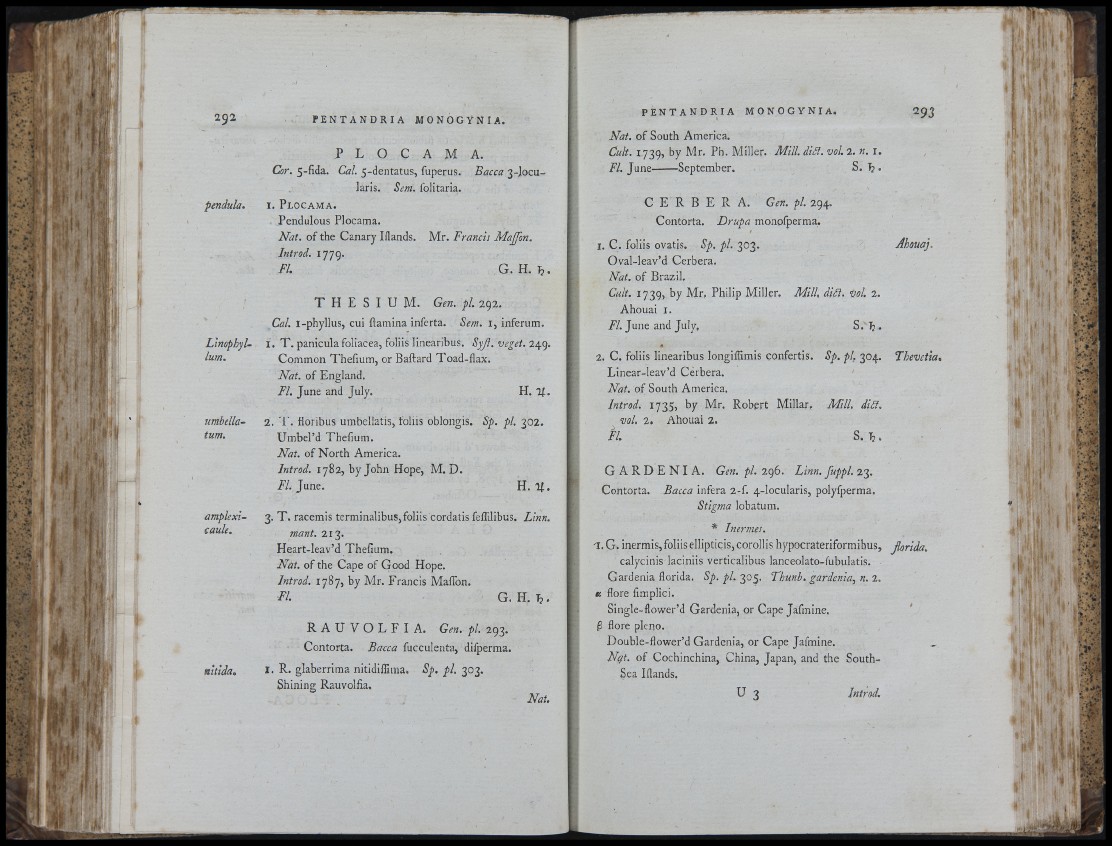 292 PENTANDRIA MONOGYNIA.
PLOCAMA.
Cor. 5-fida. Cal. 5-dentatus, ſuperus. Bacca 3-locu-
laris. Sem. ſolitaria.
pendula. 1. PLOCAMA.
Pendulous Plocama.
Nat. of the Canary Iſlands. Mr. Francis Maſſon.
Introd. 1779.
Fl. G. H. ♄.
THESIUM. Gen. pl. 292.
Cal. 1-phyllus, cui ſtamina inſerta. Sem. 1, inferum.
Linophyl- 1. T. panicula foliacea, foliis linearibus. Syſt. veget. 249.
lum. Common Theſium, or Baſtard Toad-flax.
Nat. of England.
Fl. June and July. H. ♃.
umbella- 2. T. floribus umbellatis, foliis oblongis. Sp. pl. 302.
tum. Umbel'd Theſium.
Nat. of North America.
Introd. 1782, by John Hope, M. D.
Fl. June. H. ♃.
amplexi- 3. T. racemis terminalibus, foliis cordatis ſeſſilibus. Linn.
caule. mant. 213.
Heart-leav'd Theſium.
Nat. of the Cape of Good Hope.
Introd. 1787, by Mr. Francis Maſſon.
Fl. G. H. ♄.
RAUVOLFIA. Gen. pl. 293.
Contorta. Bacca ſucculenta, diſperma.
nitida. 1. R. glaberrima nitidiſſima. Sp. pl. 303.
Shining Rauvolfia.
Nat.
PENTANDRIA MONOGYNIA. 293
Nat. of South America.
Cult. 1739, by Mr. Ph. Miller. Mill. dict. vol. 2. n. 1.
Fl. June——September. S. ♄.
CERBERA. Gen. pl. 294.
Contorta. Drupa monoſperma.
1. C. foliis ovatis. Sp. pl. 303. Ahouaj.
Oval-leav'd Cerbera.
Nat. of Brazil.
Cult. 1739, by Mr. Philip Miller. Mill. dict. vol. 2.
Ahouai 1.
Fl. June and July. S. ♄.
2. C. foliis linearibus longiſſimis confertis. Sp. pl. 304. Thevetia.
Linear-leav'd Cerbera.
Nat. of South America.
Introd. 1735, by Mr. Robert Millar. Mill. dict.
vol. 2. Ahouai 2.
Fl. S. ♄.
GARDENIA. Gen. pl. 296. Linn. ſuppl. 23.
Contorta. Bacca infera 2-ſ. 4-locularis, polyſperma.
Stigma lobatum.
* Inermes.
1. G. inermis, foliis ellipticis, corollis hypocrateriformibus, florida.
calycinis laciniis verticalibus lanceolato-ſubulatis.
Gardenia florida. Sp. pl. 305. Thunb. gardenia, n. 2.
α flore ſimplici.
Single-flower'd Gardenia, or Cape Jaſmine.
β flore pleno.
Double-flower'd Gardenia, or Cape Jaſmine.
Nat. of Cochinchina, China, Japan, and the South-
Sea Iſlands.
U 3 Introd.